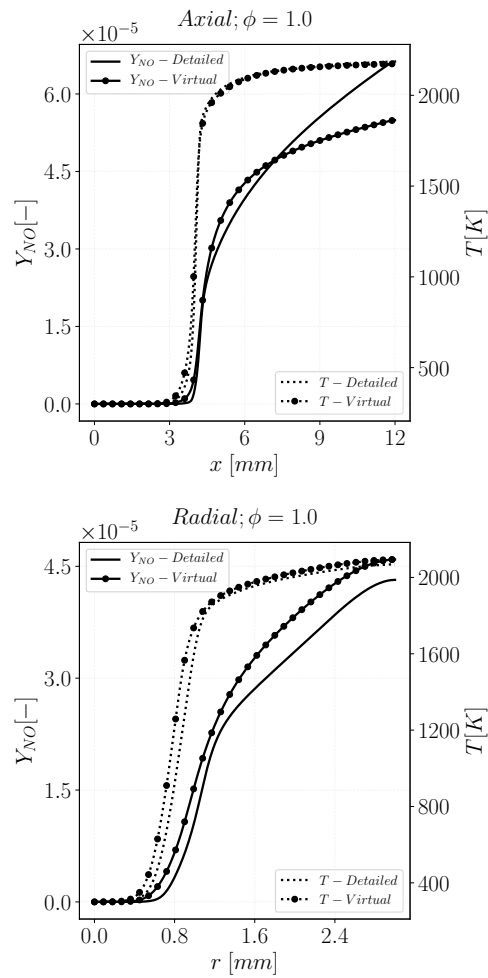 Axial; ϕ = 1.0
×10⁻⁵
Y_NO − Detailed
Y_NO − Virtual
6.0
4.5
3.0
1.5
0.0
Y_NO[−]
2000
1500
1000
500
T[K]
T − Detailed
T − Virtual
0 3 6 9 12
x [mm]
Radial; ϕ = 1.0
×10⁻⁵
Y_NO − Detailed
Y_NO − Virtual
4.5
3.0
1.5
0.0
Y_NO[−]
2000
1600
1200
800
400
T[K]
T − Detailed
T − Virtual
0.0 0.8 1.6 2.4
r [mm]